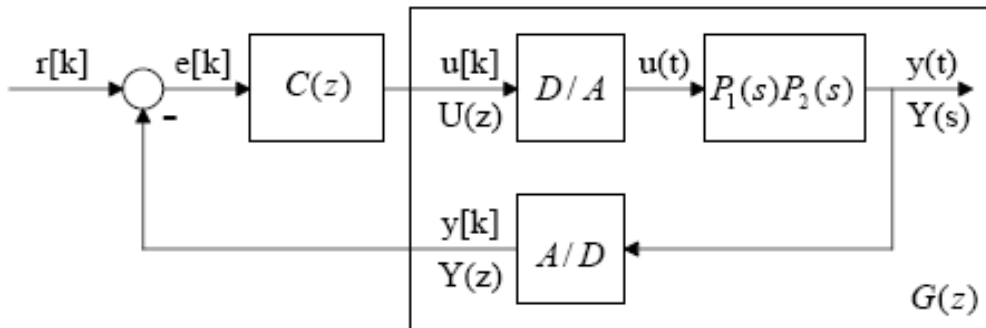 r[k] e[k] C(z) u[k] D/A u(t) P₁(s)P₂(s) y(t)
- U(z) Y(s)
y[k] A/D
Y(z) G(z)